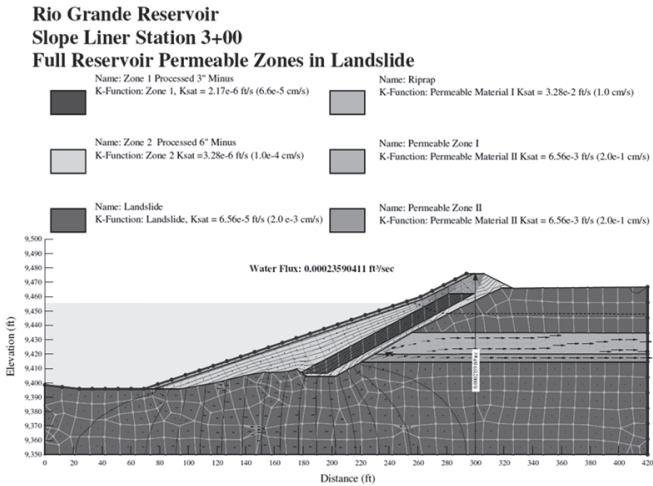 Rio Grande Reservoir
Slope Liner Station 3+00
Full Reservoir Permeable Zones in Landslide
Name: Zone 1 Processed 3" Minus
K-Function: Zone 1, Ksat = 2.17e-6 ft/s (6.6e-5 cm/s)
Name: Riprap
K-Function: Permeable Material I Ksat = 3.28e-2 ft/s (1.0 cm/s)
Name: Zone 2 Processed 6" Minus
K-Function: Zone 2 Ksat =3.28e-6 ft/s (1.0e-4 cm/s)
Name: Permeable Zone I
K-Function: Permeable Material II Ksat = 6.56e-3 ft/s (2.0e-1 cm/s)
Name: Landslide
K-Function: Landslide, Ksat = 6.56e-5 ft/s (2.0 e-3 cm/s)
Name: Permeable Zone II
K-Function: Permeable Material II Ksat = 6.56e-3 ft/s (2.0e-1 cm/s)
Water Flux: 0.00023590411 ft³/sec
Elevation (ft)
9,500
9,490
9,480
9,470
9,460
9,450
9,440
9,430
9,420
9,410
9,400
9,390
9,380
9,370
9,360
9,350
0 20 40 60 80 100 120 140 160 180 200 220 240 260 280 300 320 340 360 380 400 420
Distance (ft)